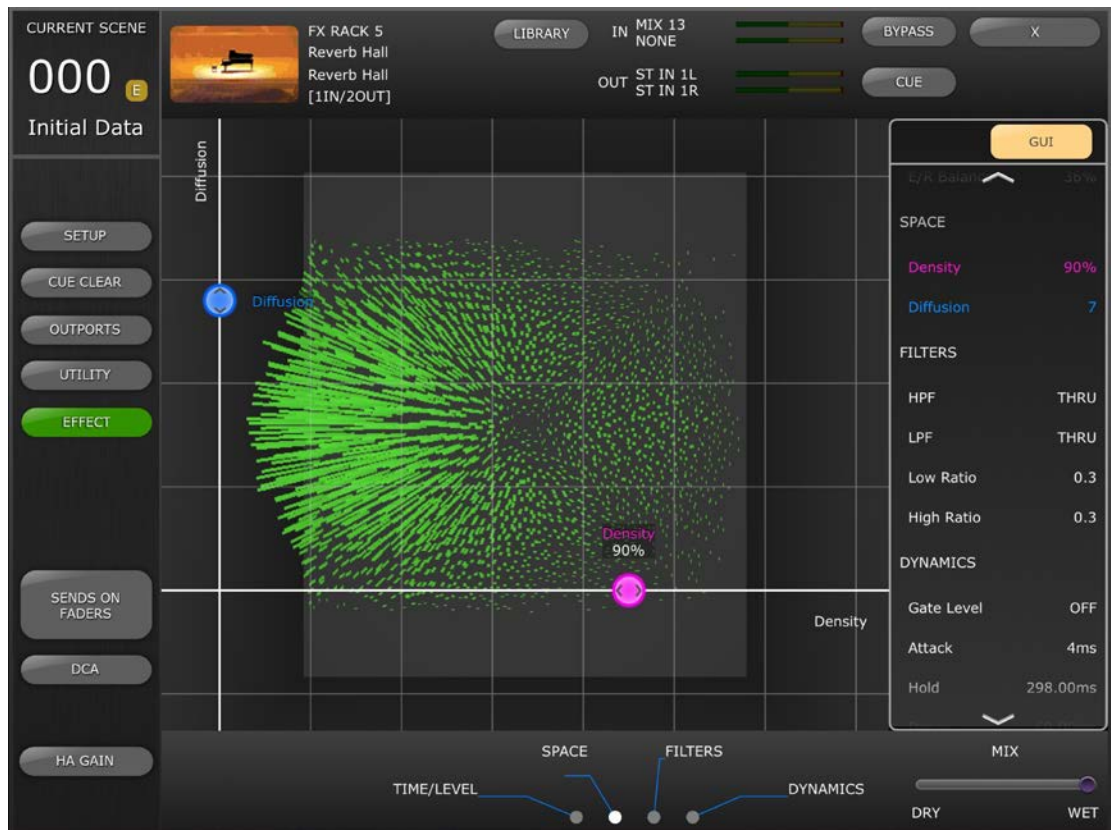 CURRENT SCENE
000 E
Initial Data
SETUP
CUE CLEAR
OUTPORTS
UTILITY
EFFECT
SENDS ON
FADERS
DCA
HA GAIN
FX RACK 5
Reverb Hall
Reverb Hall
[1IN/2OUT]
LIBRARY
IN MIX 13
NONE
OUT ST IN 1L
ST IN 1R
BYPASS
X
CUE
Diffusion
Diffusion
Density
90%
Density
GUI
E/R Balance 36%
SPACE
Density 90%
Diffusion 7
FILTERS
HPF THRU
LPF THRU
Low Ratio 0.3
High Ratio 0.3
DYNAMICS
Gate Level OFF
Attack 4ms
Hold 298.00ms
SPACE
FILTERS
TIME/LEVEL
DYNAMICS
MIX
DRY WET